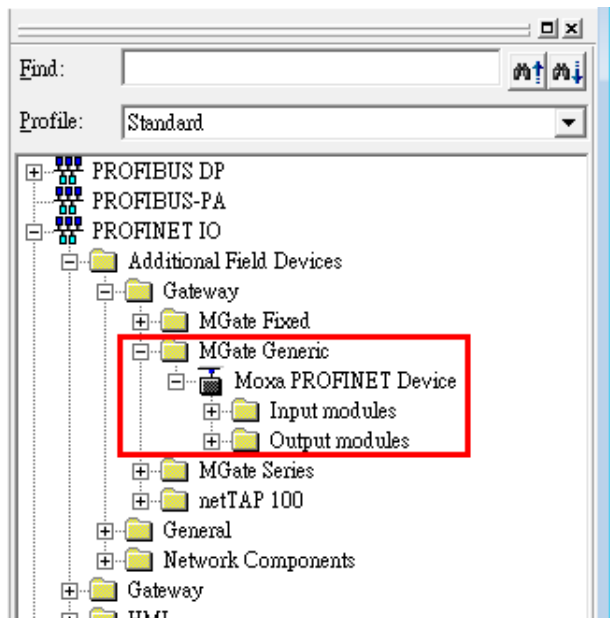 Find:
Profile: Standard
PROFIBUS DP
PROFIBUS-PA
PROFINET IO
Additional Field Devices
Gateway
MGate Fixed
MGate Generic
Moxa PROFINET Device
Input modules
Output modules
MGate Series
netTAP 100
General
Network Components
Gateway
HMI